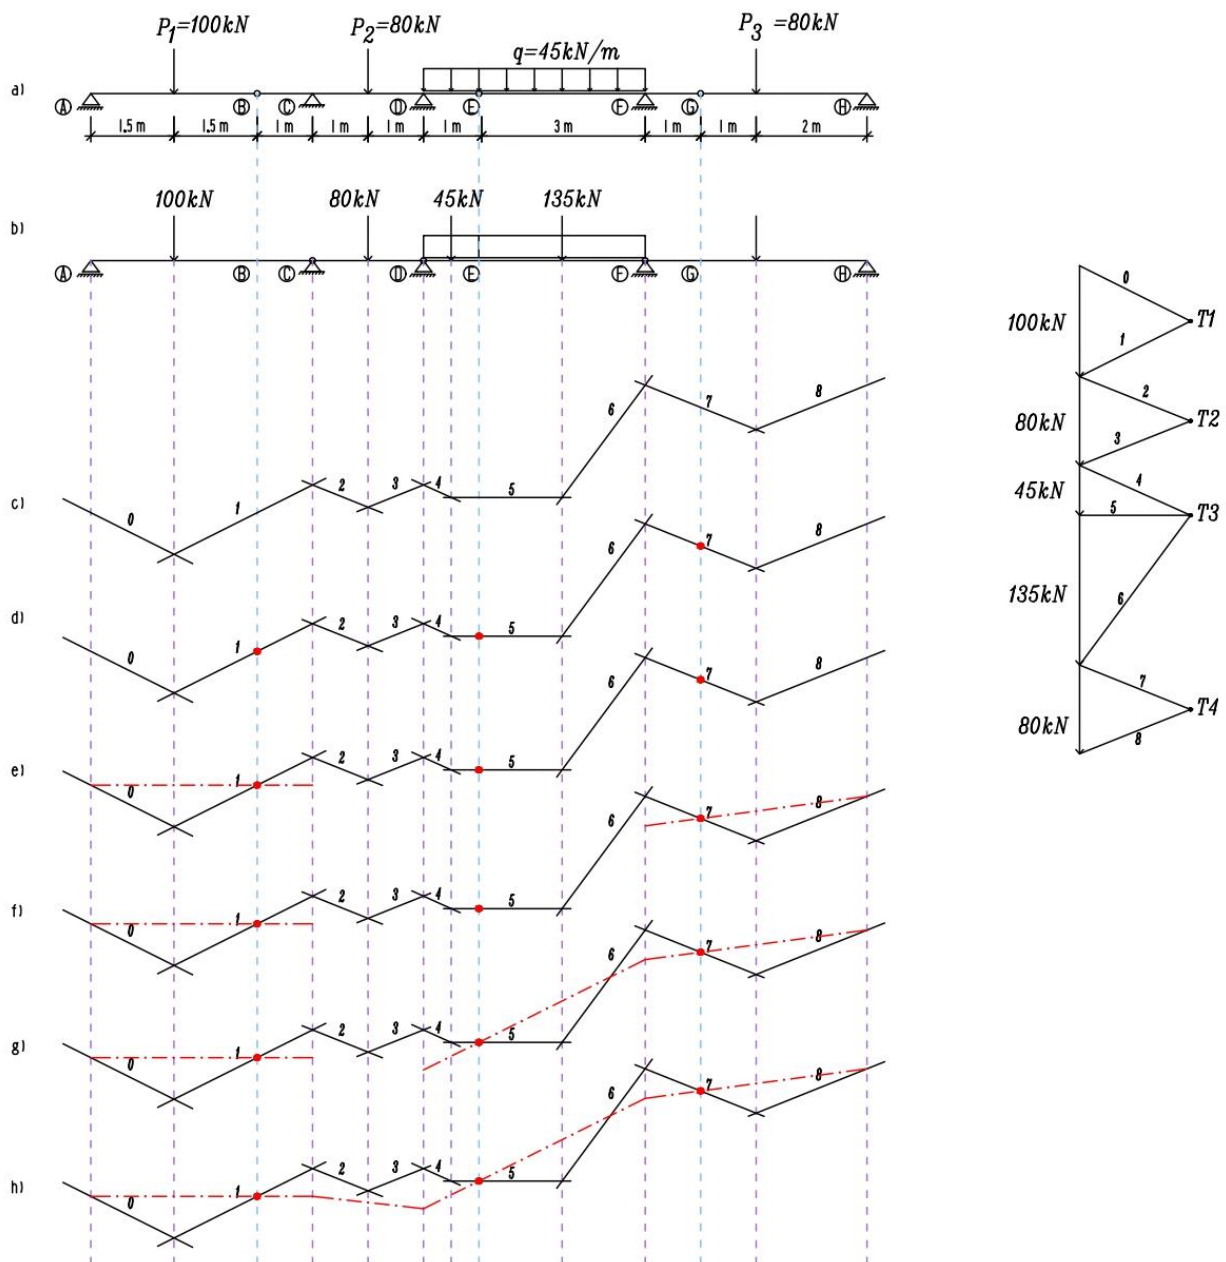 P1=100kN P2=80kN q=45kN/m P3 =80kN
a)
A B C D E F G H
1.5 m 1.5 m 1 m 1 m 1 m 1 m 3 m 1 m 1 m 2 m
100kN 80kN 45kN 135kN
b)
A B C D E F G H
c)
0 1 2 3 4 5 6 7 8
d)
0 1 2 3 4 5 6 7 8
e)
0 1 2 3 4 5 6 7 8
f)
0 1 2 3 4 5 6 7 8
g)
0 1 2 3 4 5 6 7 8
h)
0 1 2 3 4 5 6 7 8
0
100kN T1
1
2
80kN T2
3
4
45kN 5 T3
135kN
6
7
80kN T4
8